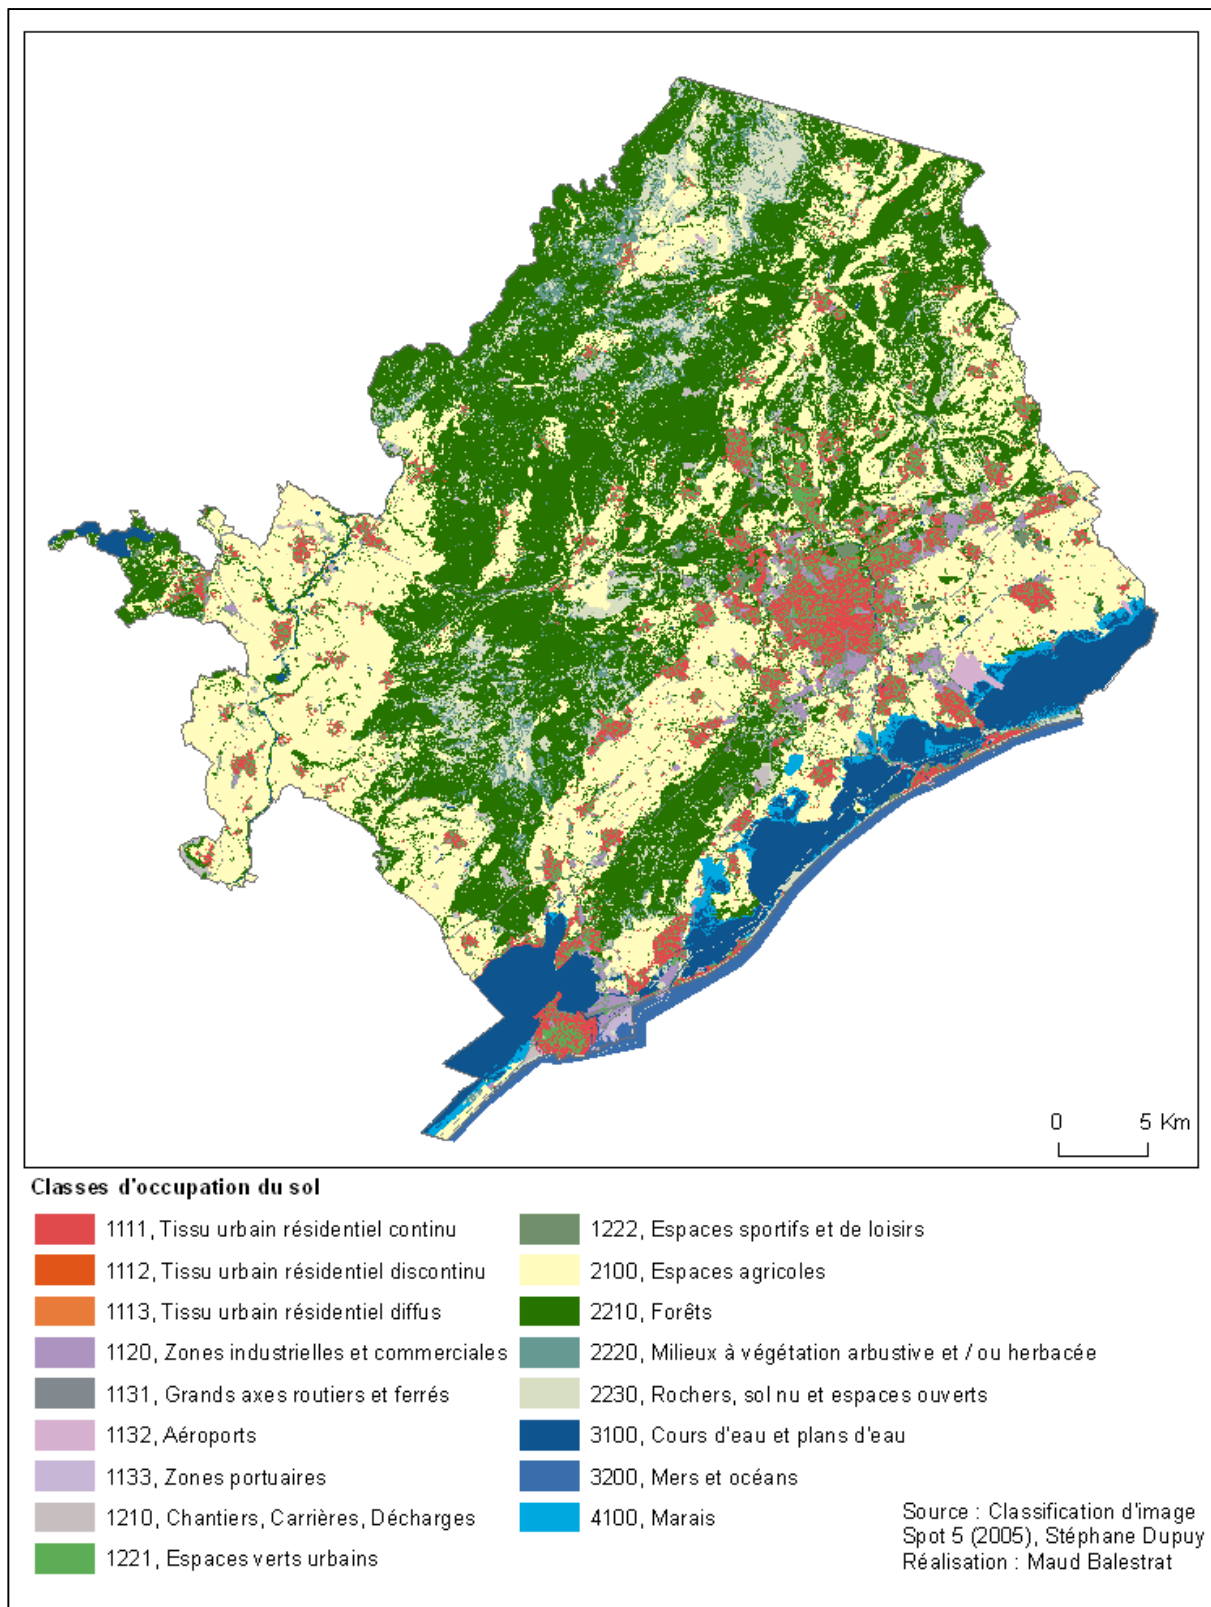 0 5 Km
Classes d'occupation du sol
1111, Tissu urbain résidentiel continu
1112, Tissu urbain résidentiel discontinu
1113, Tissu urbain résidentiel diffus
1120, Zones industrielles et commerciales
1131, Grands axes routiers et ferrés
1132, Aéroports
1133, Zones portuaires
1210, Chantiers, Carrières, Décharges
1221, Espaces verts urbains
1222, Espaces sportifs et de loisirs
2100, Espaces agricoles
2210, Forêts
2220, Milieux à végétation arbustive et / ou herbacée
2230, Rochers, sol nu et espaces ouverts
3100, Cours d'eau et plans d'eau
3200, Mers et océans
4100, Marais
Source : Classification d'image
Spot 5 (2005), Stéphane Dupuy
Réalisation : Maud Balestrat